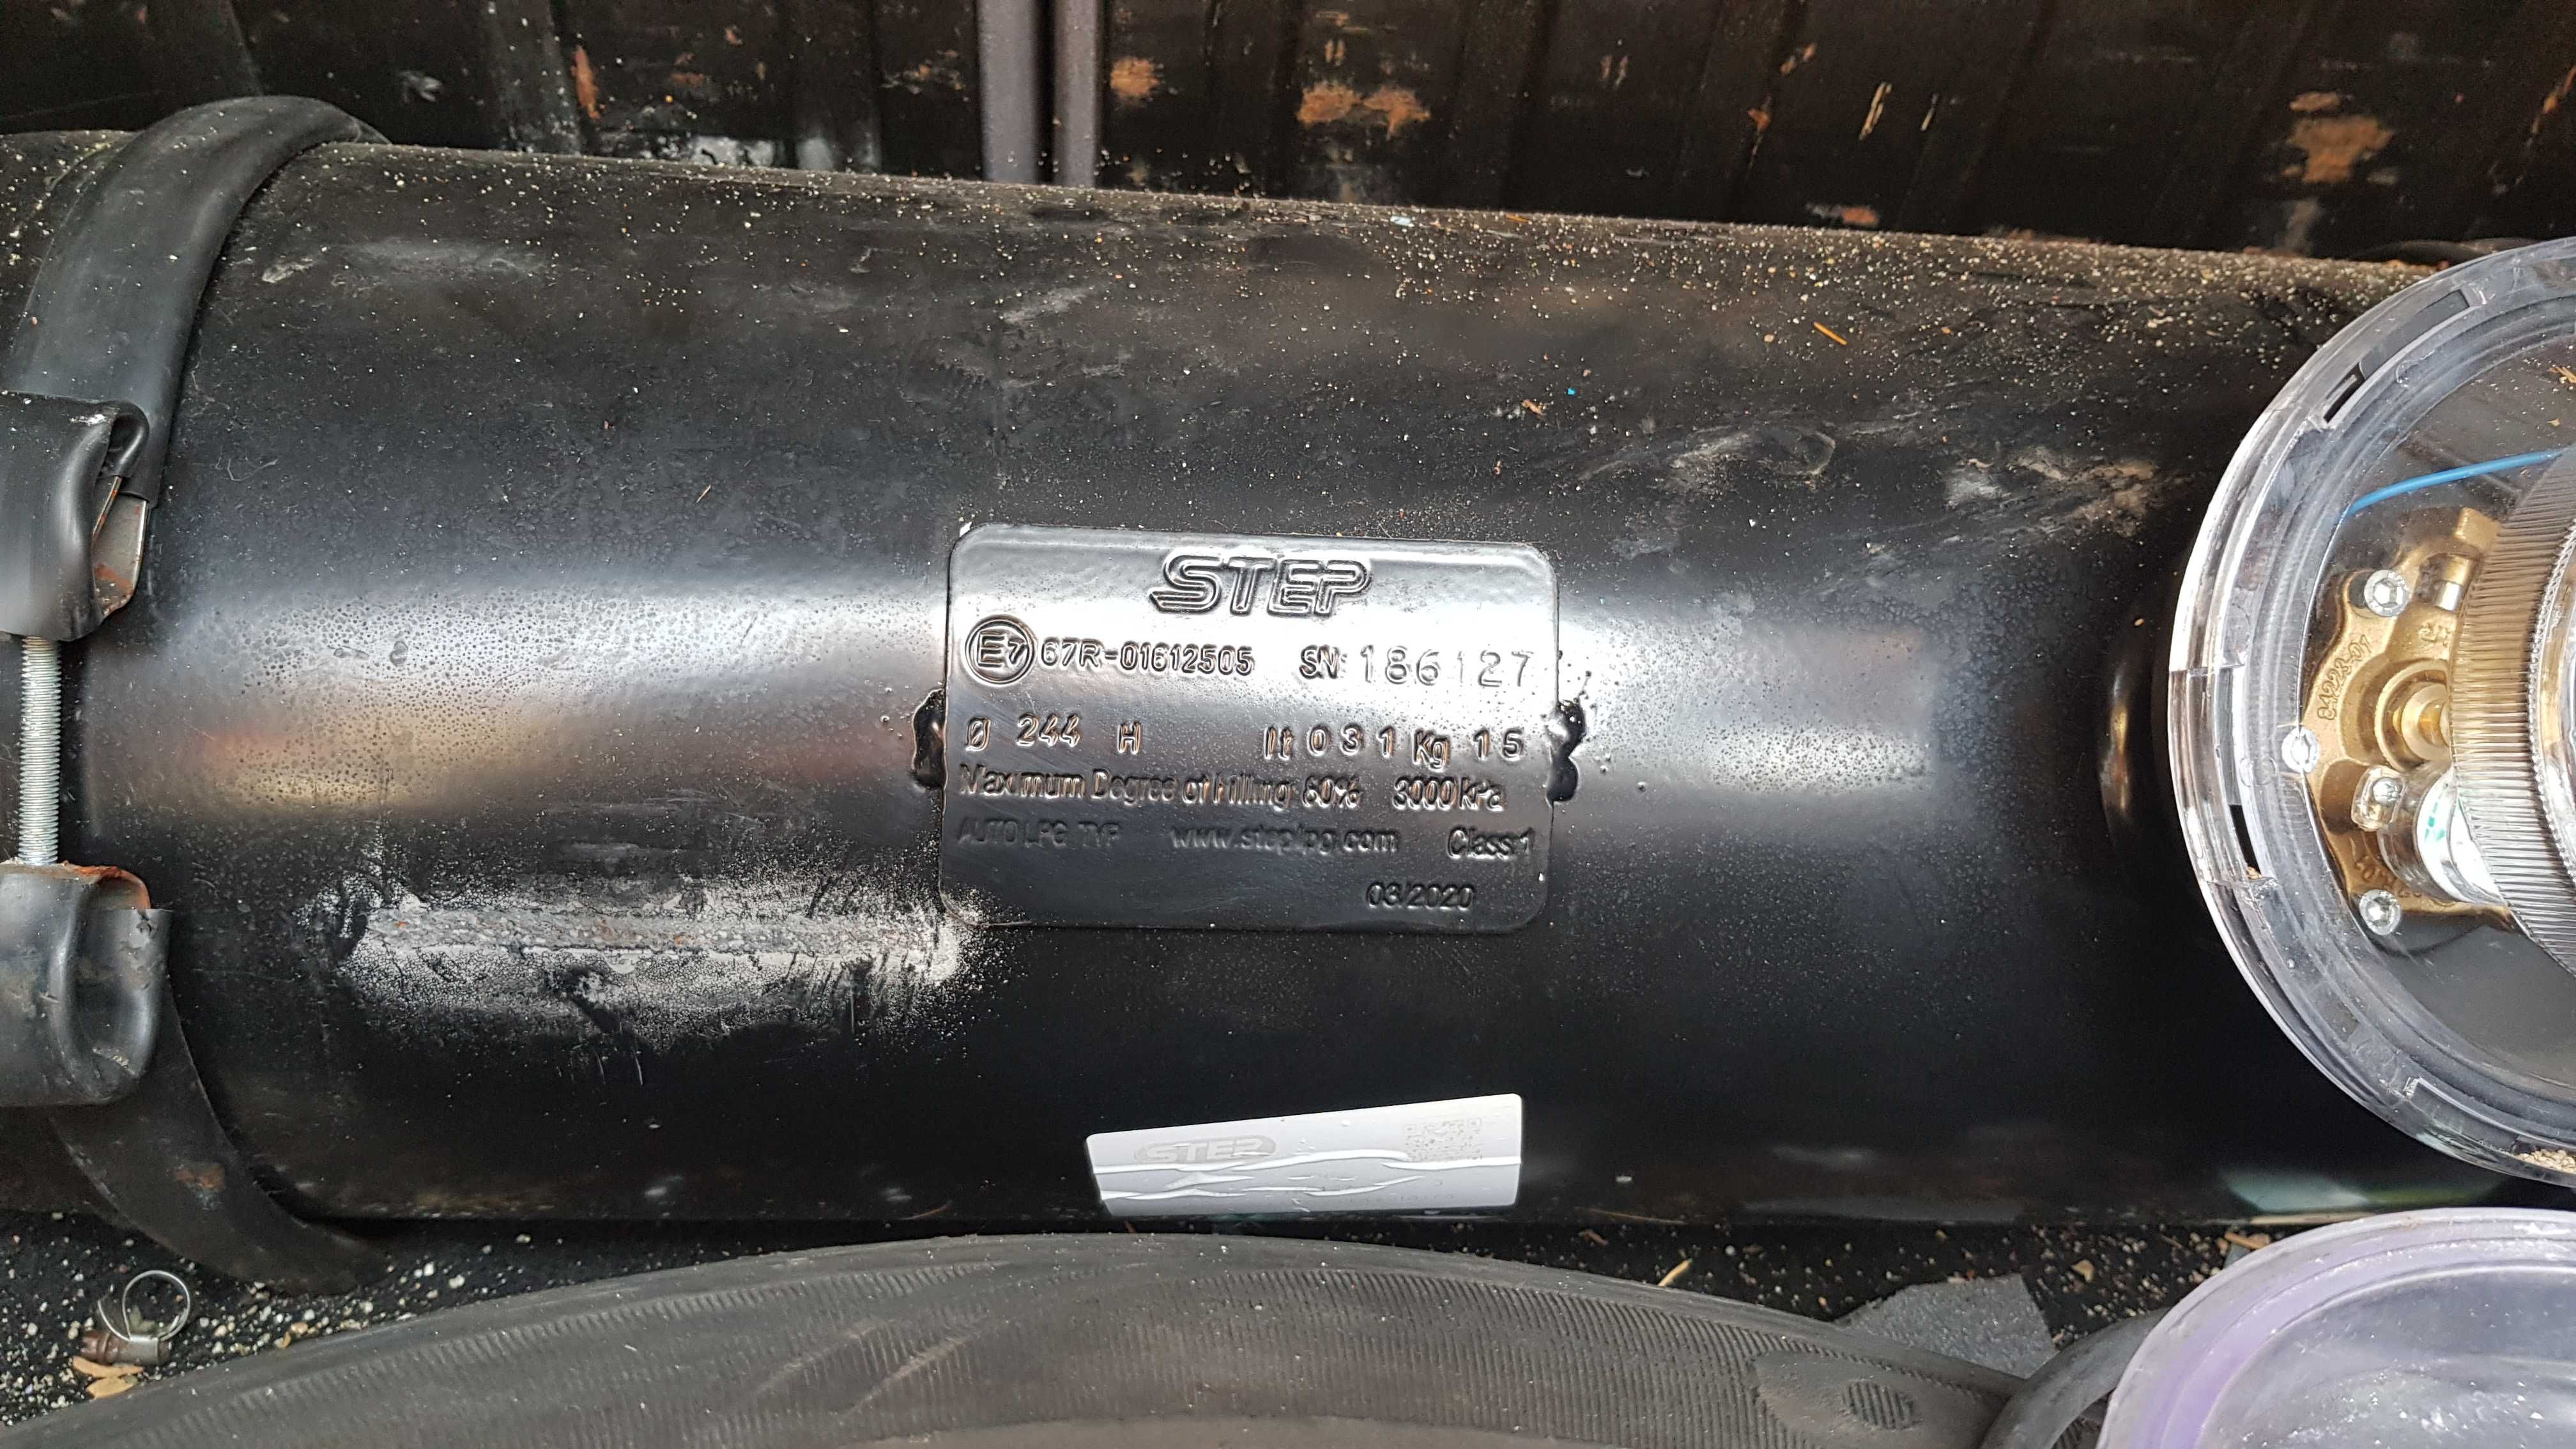 STEP
E7 67R-01612505 SN: 186127
Ø 244 H lt 031 Kg 15
Maximum Degree of Filling 80% 3000 kPa
AUTO LPG TYP www.steplpg.com Class:1
03/2020
STEP